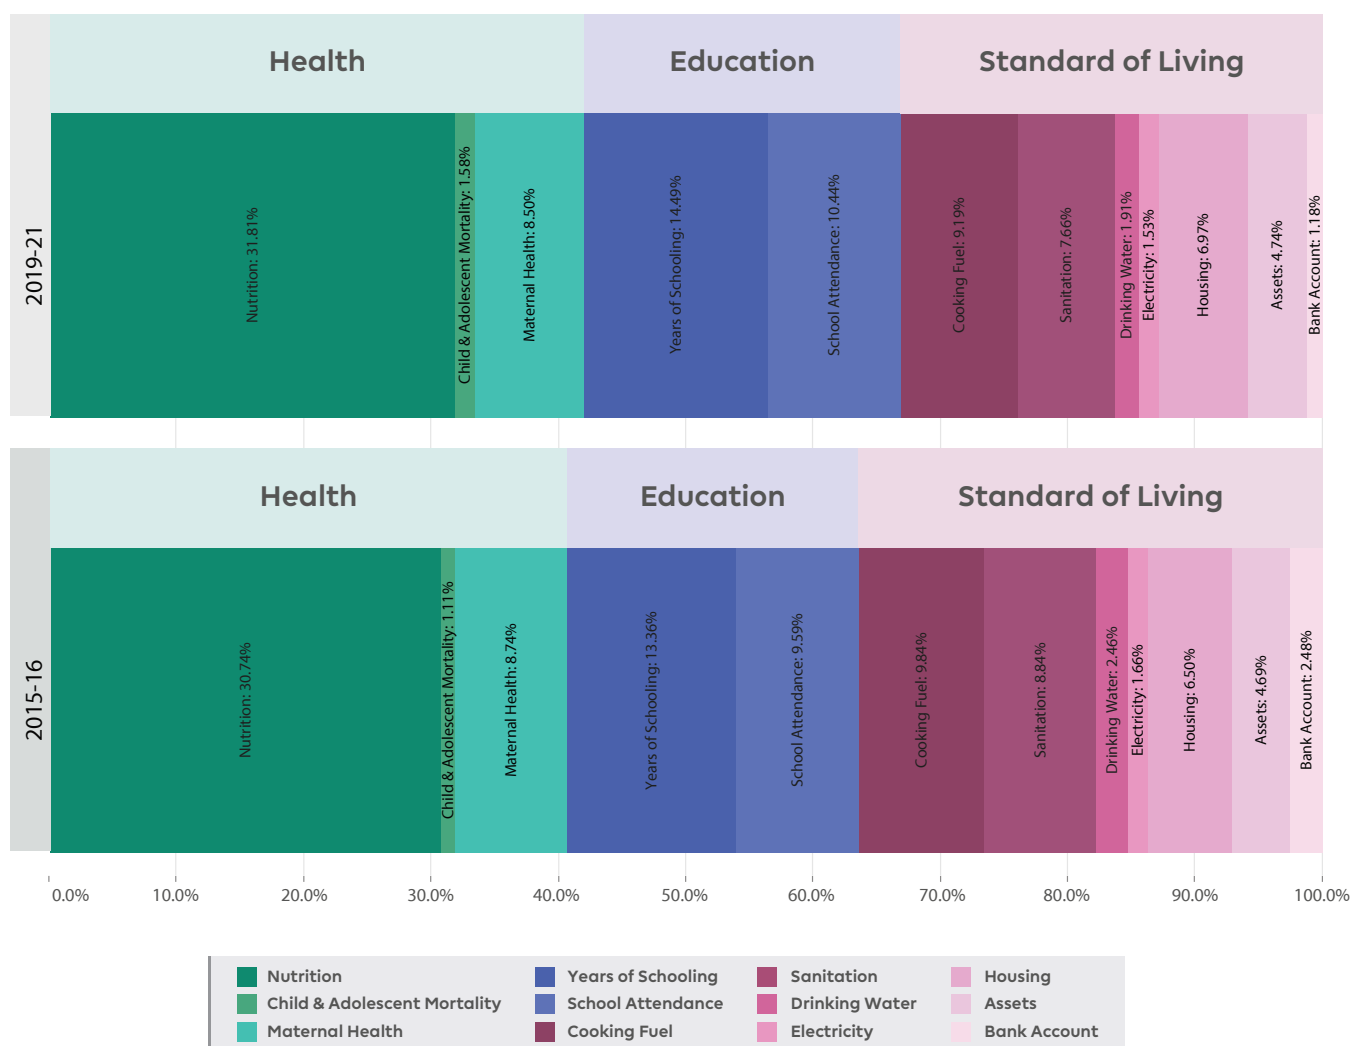 Health
Education
Standard of Living
2019-21
Nutrition: 31.81%
Child & Adolescent Mortality: 1.58%
Maternal Health: 8.50%
Years of Schooling: 14.49%
School Attendance: 10.44%
Cooking Fuel: 9.19%
Sanitation: 7.66%
Drinking Water: 1.91%
Electricity: 1.53%
Housing: 6.97%
Assets: 4.74%
Bank Account: 1.18%
Health
Education
Standard of Living
2015-16
Nutrition: 30.74%
Child & Adolescent Mortality: 1.11%
Maternal Health: 8.74%
Years of Schooling: 13.36%
School Attendance: 9.59%
Cooking Fuel: 9.84%
Sanitation: 8.84%
Drinking Water: 2.46%
Electricity: 1.66%
Housing: 6.50%
Assets: 4.69%
Bank Account: 2.48%
0.0% 10.0% 20.0% 30.0% 40.0% 50.0% 60.0% 70.0% 80.0% 90.0% 100.0%
Nutrition
Child & Adolescent Mortality
Maternal Health
Years of Schooling
School Attendance
Cooking Fuel
Sanitation
Drinking Water
Electricity
Housing
Assets
Bank Account